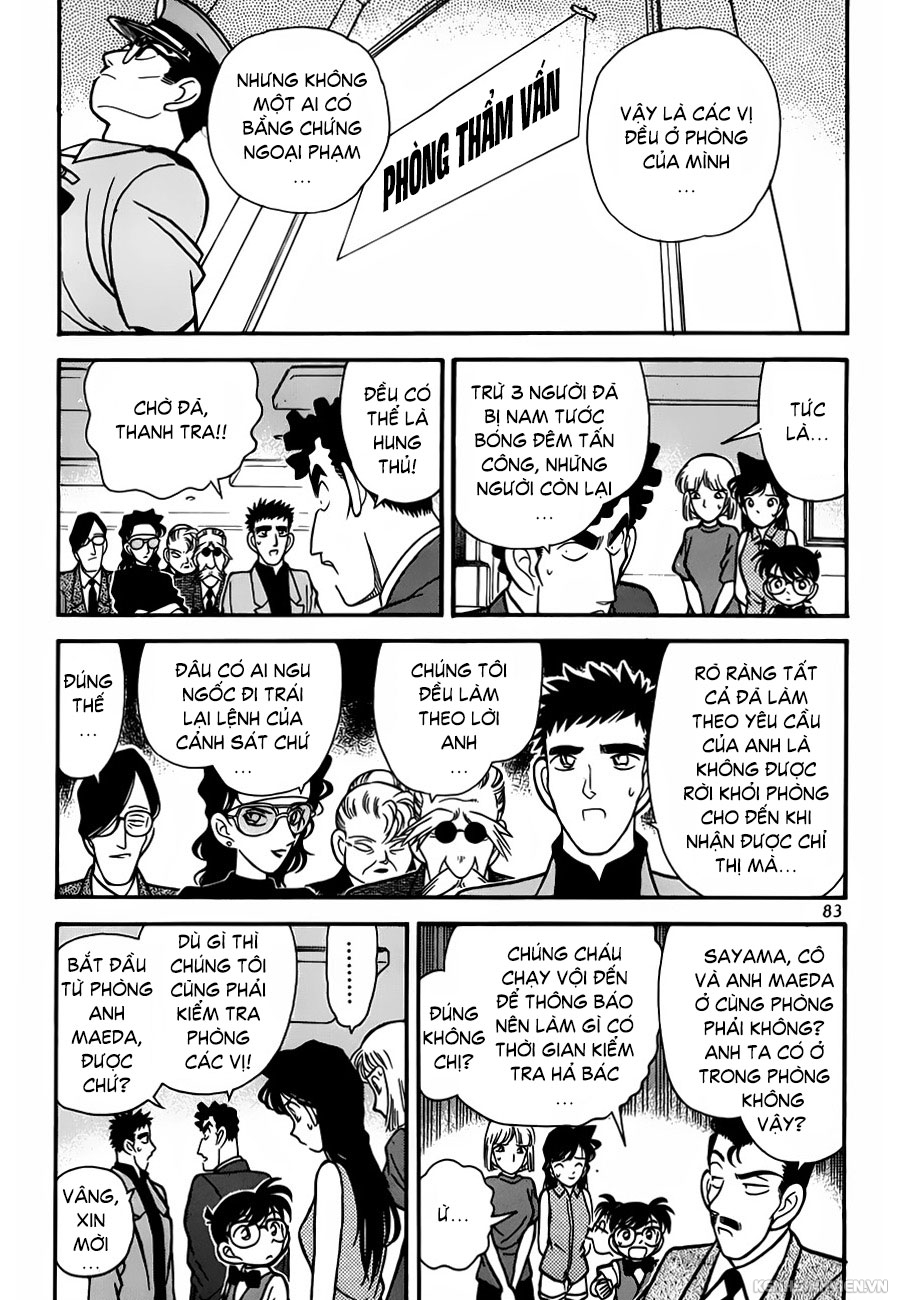 VẬY LÀ CÁC VỊ
ĐỀU Ở PHÒNG
CỦA MÌNH
...
PHÒNG THẨM VẤN
NHƯNG KHÔNG
MỘT AI CÓ
BẰNG CHỨNG
NGOẠI PHẠM
...
TỨC
LÀ...
TRỪ 3 NGƯỜI ĐÃ
BỊ NAM TƯỚC
BÓNG ĐÊM TẤN
CÔNG, NHỮNG
NGƯỜI CÒN LẠI
...
ĐỀU CÓ
THỂ LÀ
HUNG
THỦ!
CHỜ ĐÃ,
THANH TRA!!
RÕ RÀNG TẤT
CẢ ĐÃ LÀM
THEO YÊU CẦU
CỦA ANH LÀ
KHÔNG ĐƯỢC
RỜI KHỎI PHÒNG
CHO ĐẾN KHI
NHẬN ĐƯỢC CHỈ
THỊ MÀ...
CHÚNG TÔI
ĐỀU LÀM
THEO LỜI
ANH
ĐÂU CÓ AI NGU
NGỐC ĐI TRÁI
LẠI LỆNH CỦA
CẢNH SÁT CHỨ
...
ĐÚNG
THẾ
...
83
SAYAMA, CÔ
VÀ ANH MAEDA
Ở CÙNG PHÒNG
PHẢI KHÔNG?
ANH TA CÓ Ở
TRONG PHÒNG
KHÔNG
VẬY?
CHÚNG CHÁU
CHẠY VỘI ĐẾN
ĐỂ THÔNG BÁO
NÊN LÀM GÌ CÓ
THỜI GIAN KIỂM
TRA HẢ BÁC
...
ĐÚNG
KHÔNG
CHỊ?
Ừ...
........
DÙ GÌ THÌ
CHÚNG TÔI
CŨNG PHẢI
KIỂM TRA
PHÒNG
CÁC VỊ!
BẮT ĐẦU
TỪ PHÒNG
ANH
MAEDA,
ĐƯỢC
CHỨ?
VÂNG,
XIN
MỜI